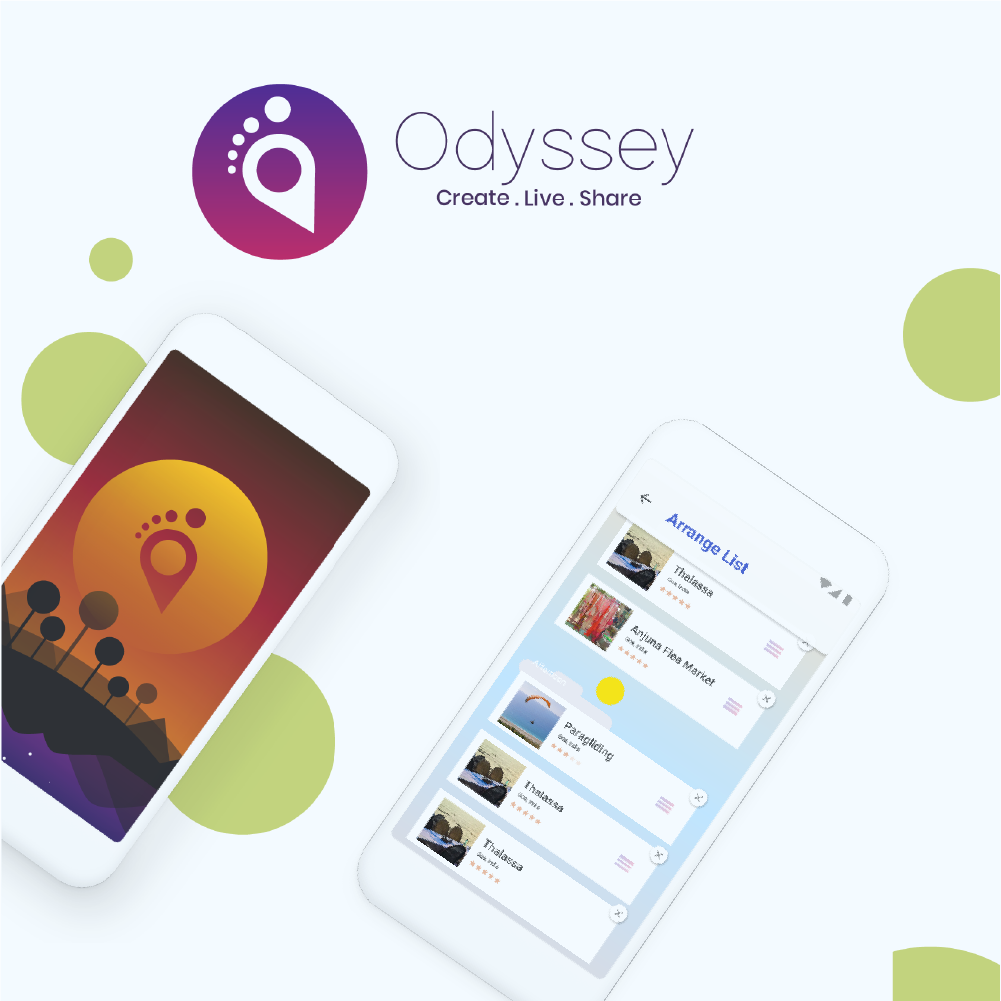 Odyssey
Create . Live . Share
Arrange List
Thalassa
Goa, India
Anjuna Flea Market
Goa, India
Paragliding
Goa, India
Thalassa
Goa, India
Thalassa
Goa, India